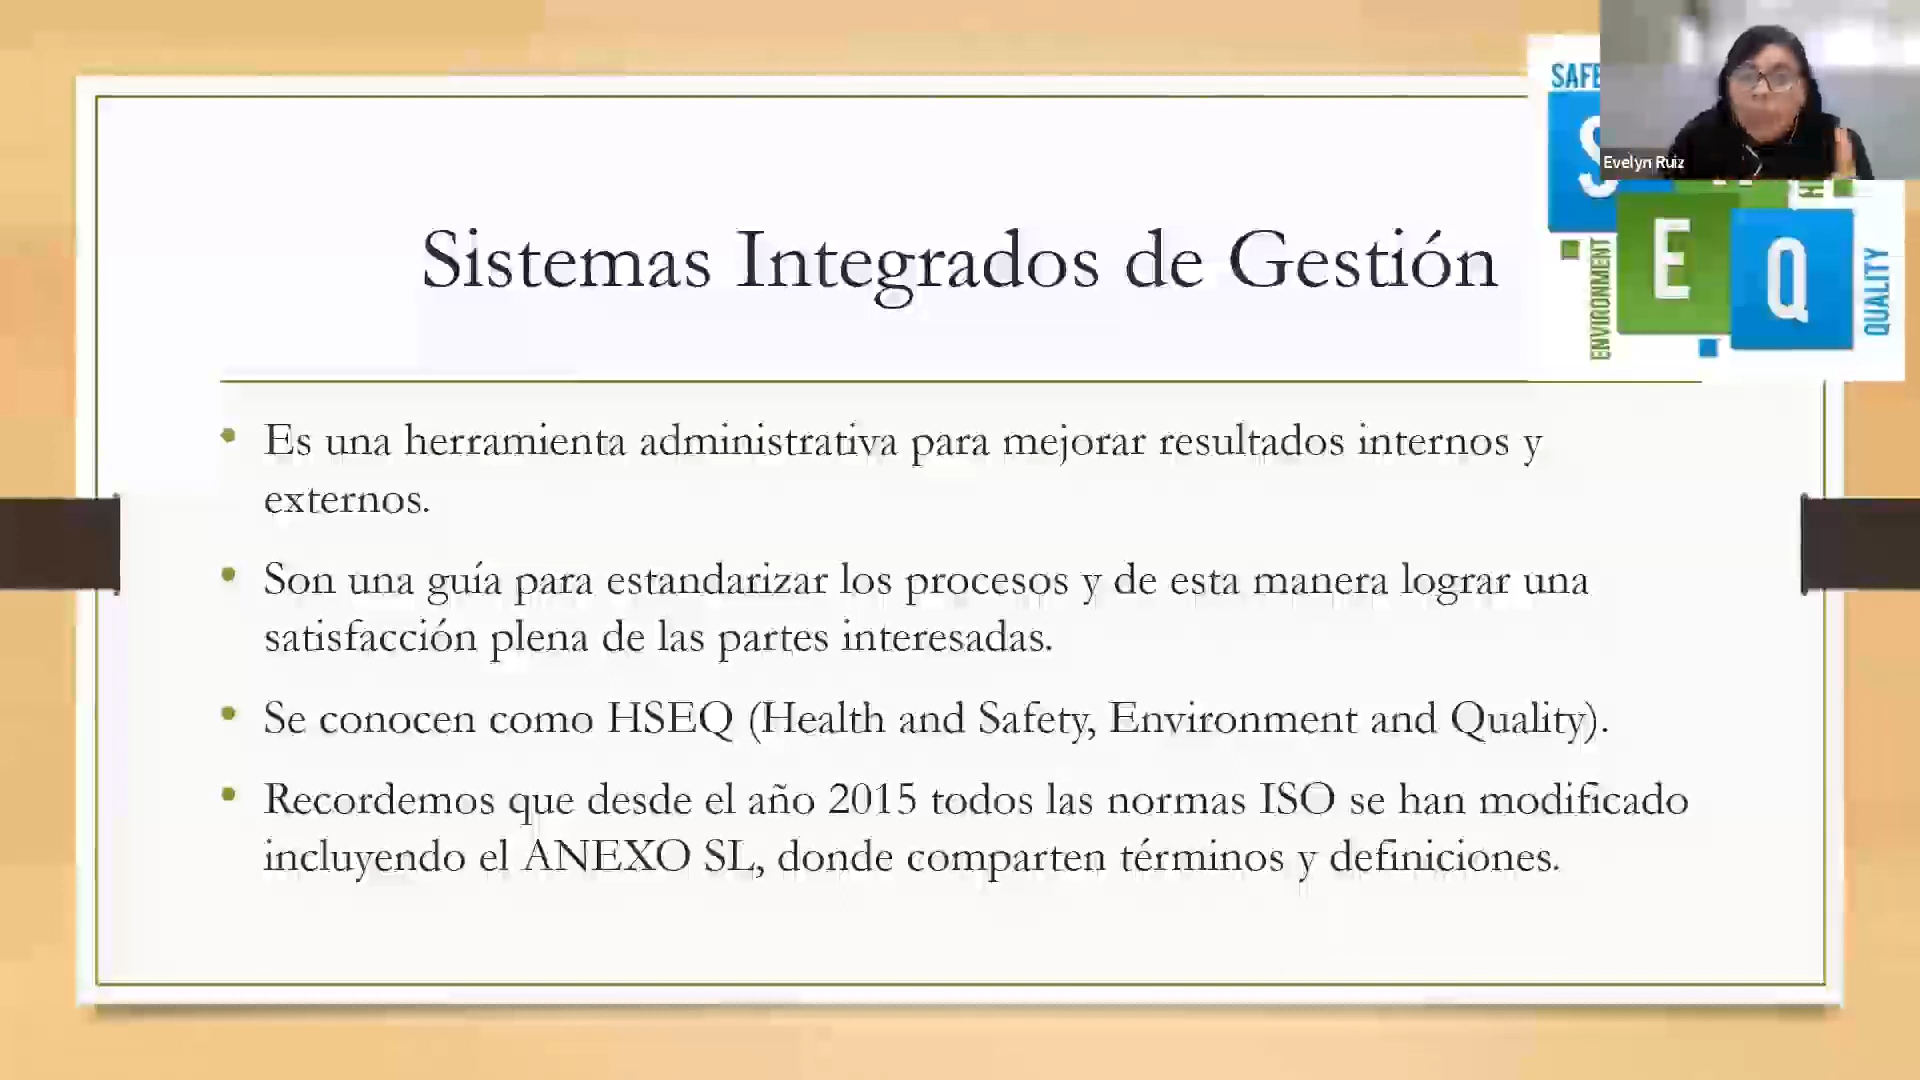 SAFE
S
Evelyn Ruiz
E
Q
ENVIRONMENT
QUALITY
Sistemas Integrados de Gestión
• Es una herramienta administrativa para mejorar resultados internos y
externos.
• Son una guía para estandarizar los procesos y de esta manera lograr una
satisfacción plena de las partes interesadas.
• Se conocen como HSEQ (Health and Safety, Environment and Quality).
• Recordemos que desde el año 2015 todos las normas ISO se han modificado
incluyendo el ANEXO SL, donde comparten términos y definiciones.